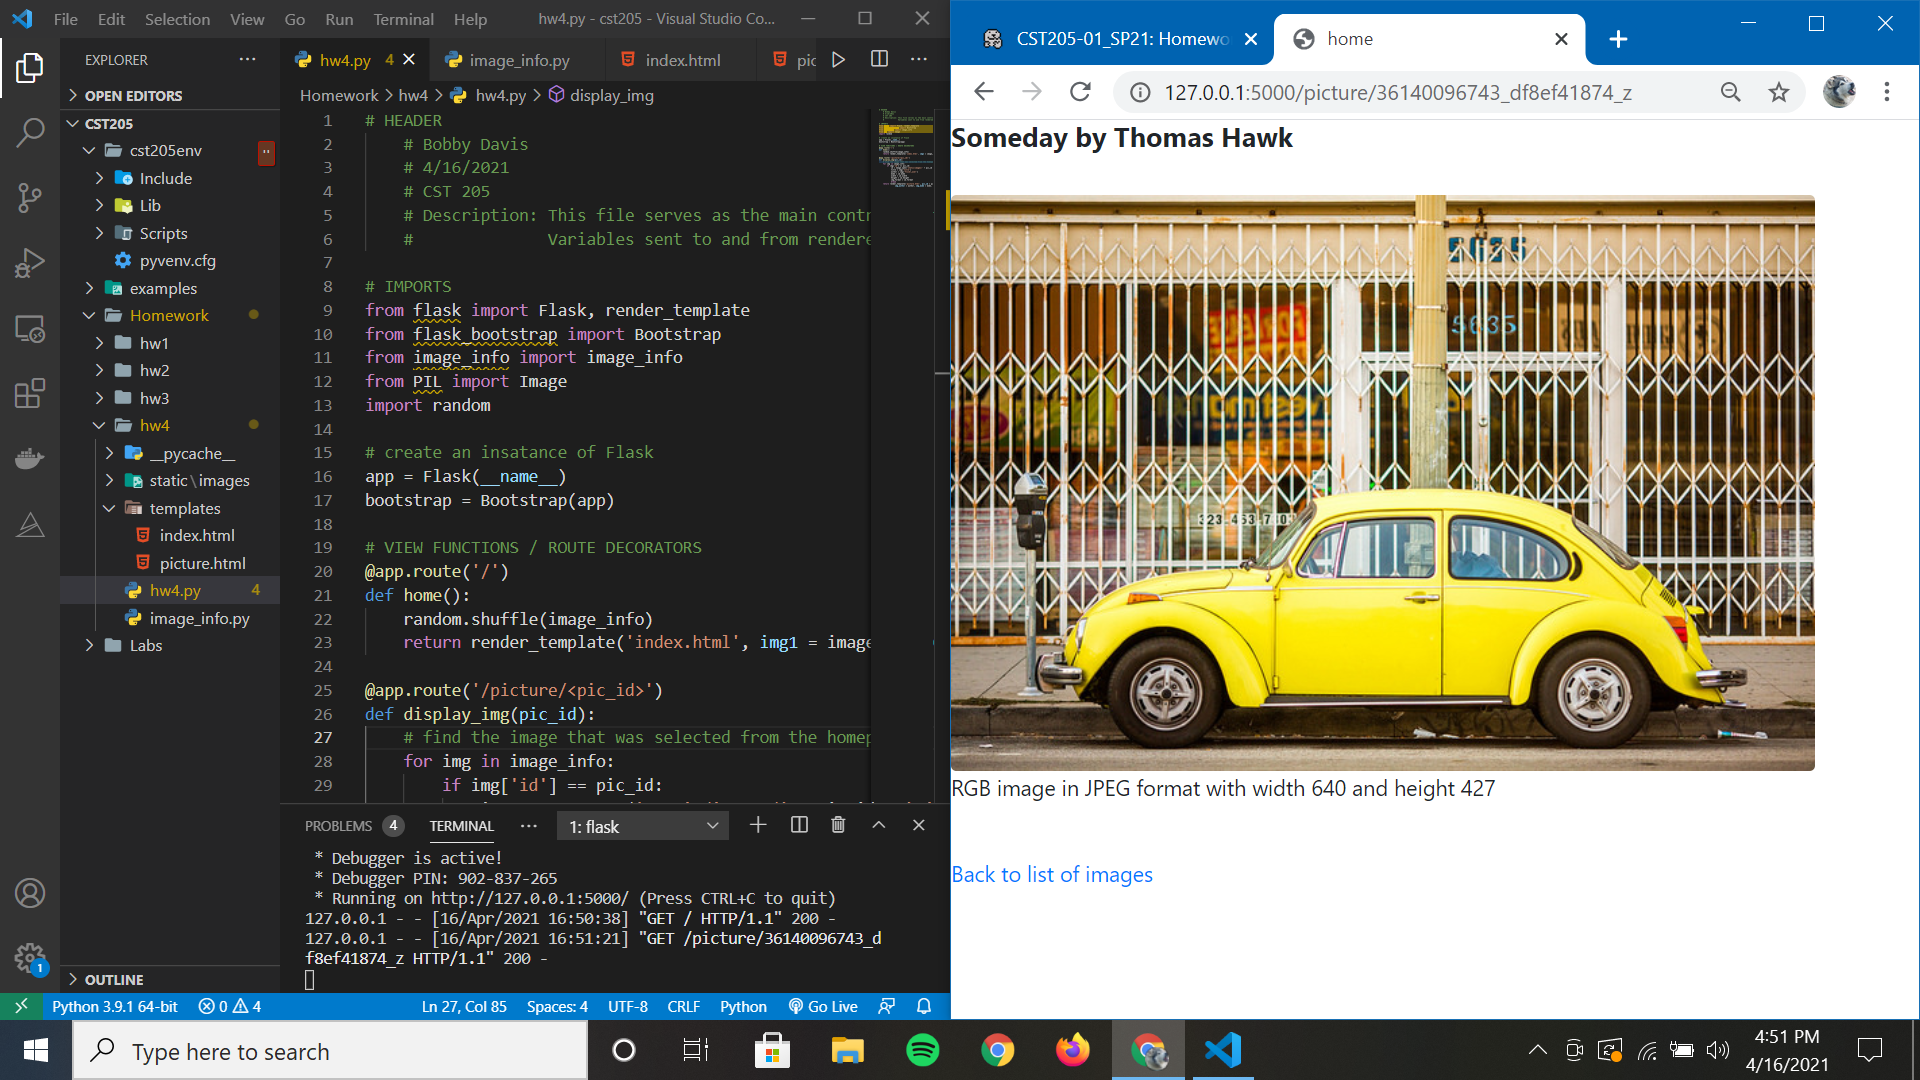 File Edit Selection View Go Run Terminal Help
hw4.py - cst205 - Visual Studio Co...
EXPLORER
OPEN EDITORS
CST205
cst205env
Include
Lib
Scripts
pyvenv.cfg
examples
Homework
hw1
hw2
hw3
hw4
__pycache__
static\images
templates
index.html
picture.html
hw4.py 4
image_info.py
Labs
OUTLINE
hw4.py 4
image_info.py
index.html
pic
Homework > hw4 > hw4.py > display_img
1 # HEADER
2 # Bobby Davis
3 # 4/16/2021
4 # CST 205
5 # Description: This file serves as the main contr
6 # Variables sent to and from rendere
7
8 # IMPORTS
9 from flask import Flask, render_template
10 from flask_bootstrap import Bootstrap
11 from image_info import image_info
12 from PIL import Image
13 import random
14
15 # create an insatance of Flask
16 app = Flask(__name__)
17 bootstrap = Bootstrap(app)
18
19 # VIEW FUNCTIONS / ROUTE DECORATORS
20 @app.route('/')
21 def home():
22 random.shuffle(image_info)
23 return render_template('index.html', img1 = image
24
25 @app.route('/picture/<pic_id>')
26 def display_img(pic_id):
27 # find the image that was selected from the homep
28 for img in image_info:
29 if img['id'] == pic_id:
PROBLEMS 4 TERMINAL ... 1: flask
* Debugger is active!
* Debugger PIN: 902-837-265
* Running on http://127.0.0.1:5000/ (Press CTRL+C to quit)
127.0.0.1 - - [16/Apr/2021 16:50:38] "GET / HTTP/1.1" 200 -
127.0.0.1 - - [16/Apr/2021 16:51:21] "GET /picture/36140096743_d
f8ef41874_z HTTP/1.1" 200 -
1
Python 3.9.1 64-bit 0 4 Ln 27, Col 85 Spaces: 4 UTF-8 CRLF Python Go Live
CST205-01_SP21: Homewo
home
127.0.0.1:5000/picture/36140096743_df8ef41874_z
Someday by Thomas Hawk
5635
RGB image in JPEG format with width 640 and height 427
Back to list of images
Type here to search
4:51 PM
4/16/2021